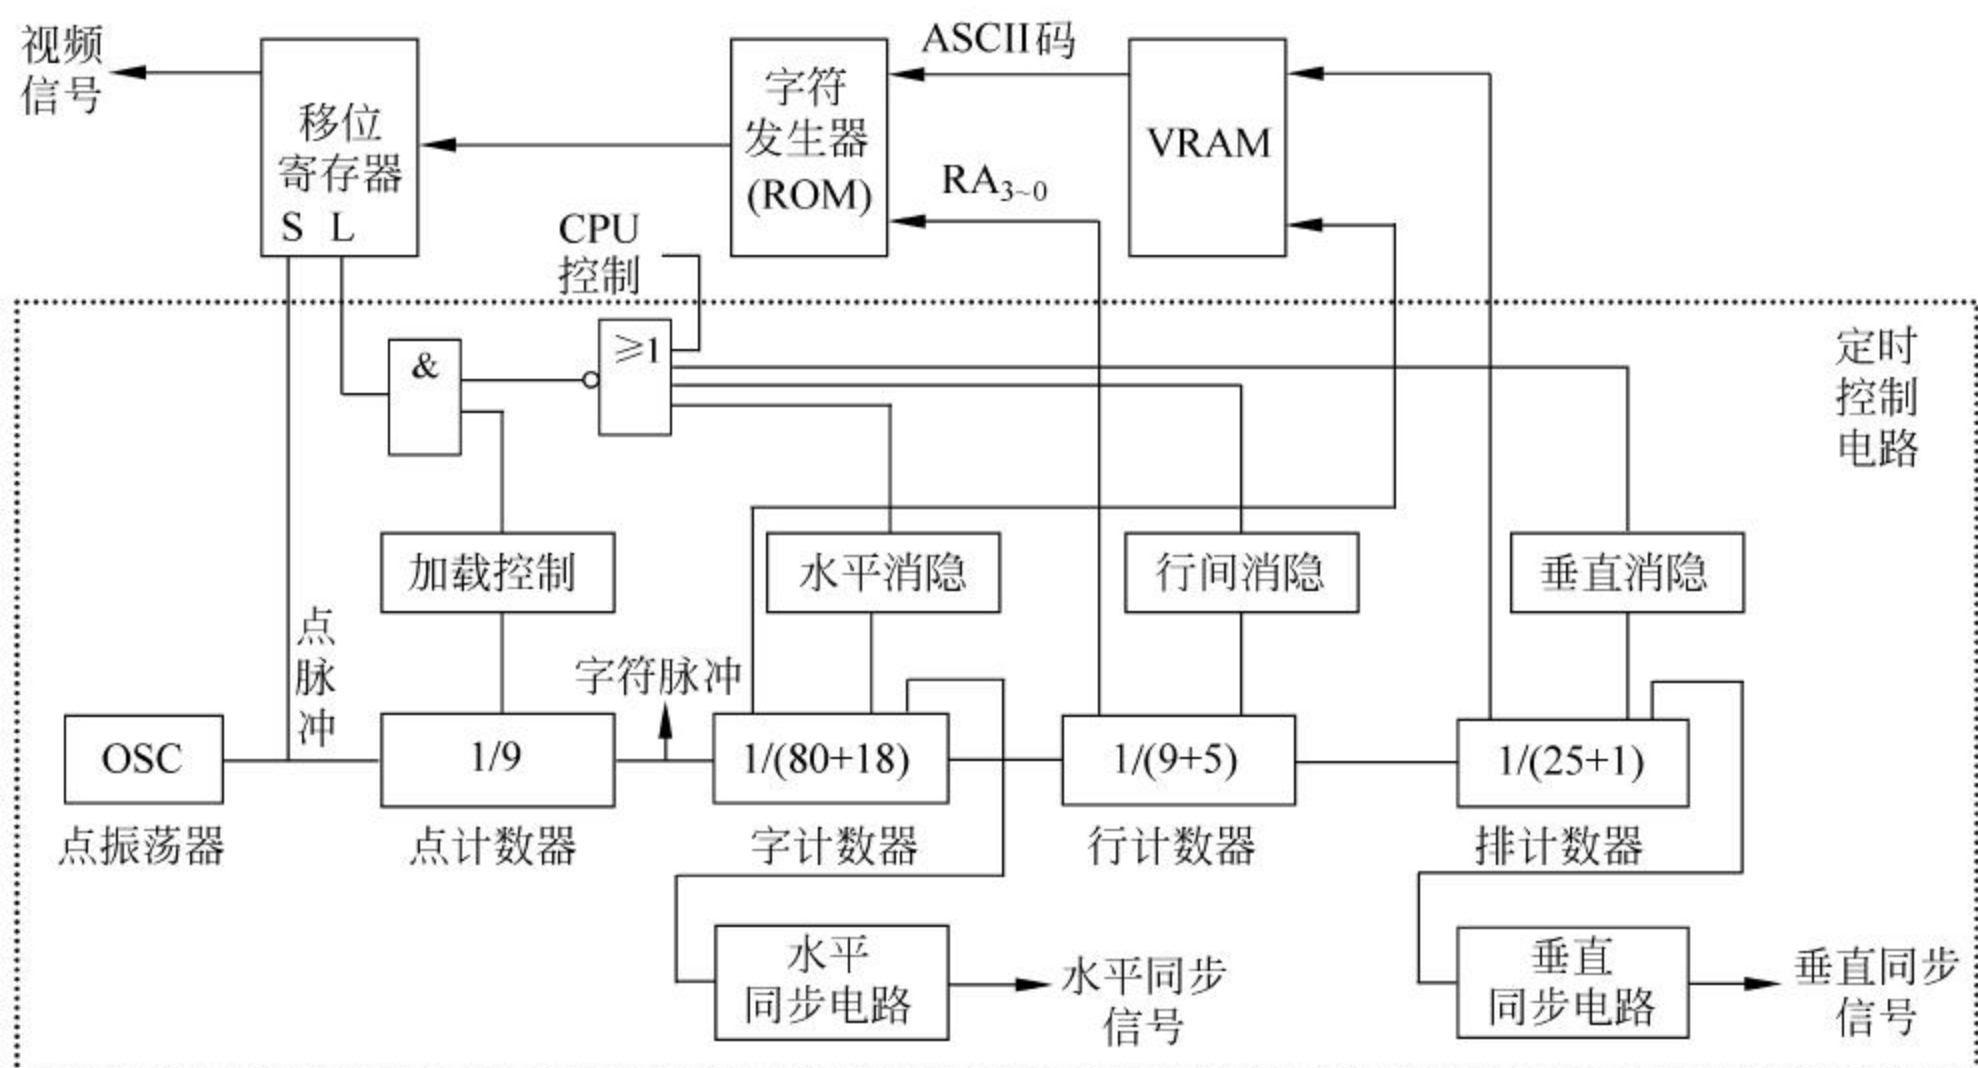 视频
信号
移位
寄存器
S L
字符
发生器
(ROM)
ASCII码
RA3~0
VRAM
CPU
控制
&
≥1
定时
控制
电路
加载控制
水平消隐
行间消隐
垂直消隐
点
脉
冲
字符脉冲
OSC
1/9
1/(80+18)
1/(9+5)
1/(25+1)
点振荡器
点计数器
字计数器
行计数器
排计数器
水平
同步电路
水平同步
信号
垂直
同步电路
垂直同步
信号